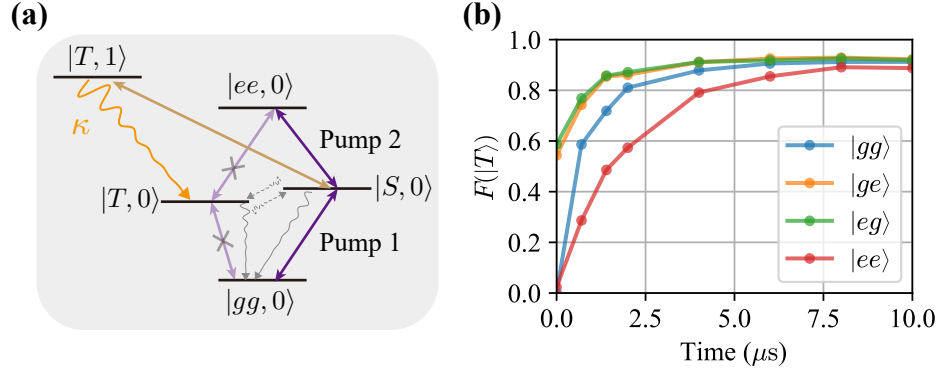 (a)
|T, 1⟩
|ee, 0⟩
κ
Pump 2
|T, 0⟩
|S, 0⟩
Pump 1
|gg, 0⟩
(b)
F(|T⟩)
1.0
0.8
0.6
0.4
0.2
0.0
|gg⟩
|ge⟩
|eg⟩
|ee⟩
0.0 2.5 5.0 7.5 10.0
Time (μs)